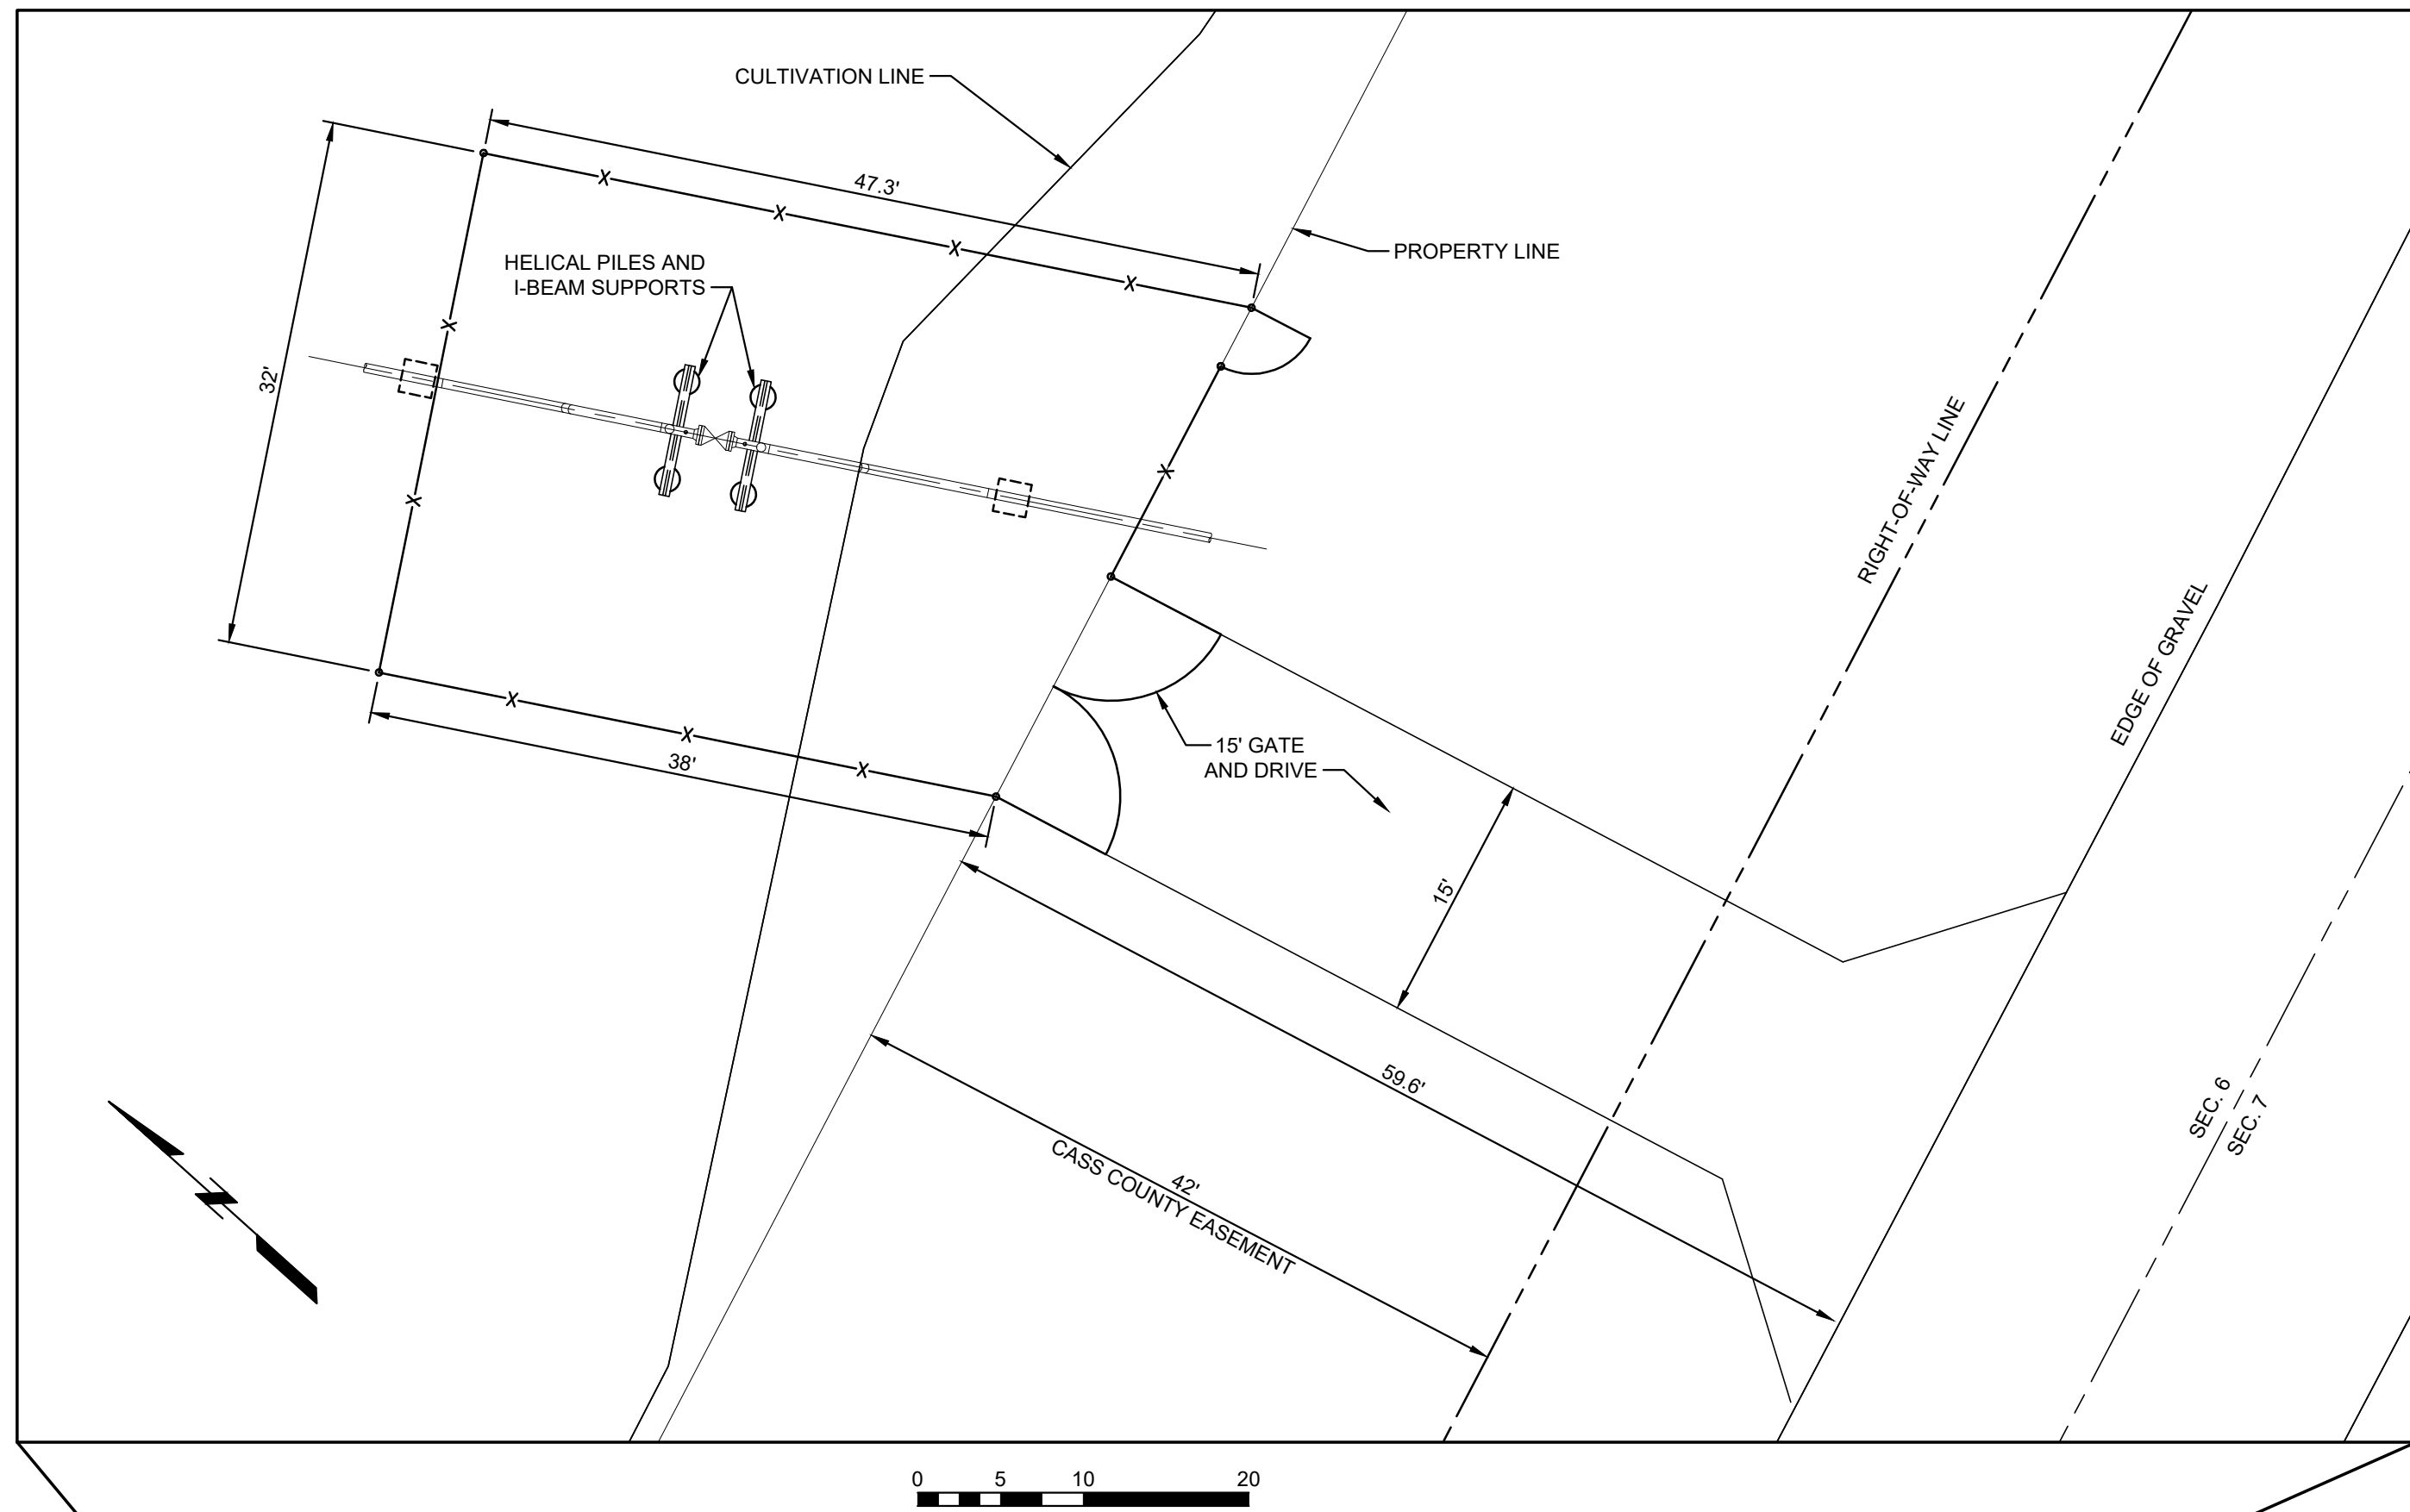 CULTIVATION LINE
47.3'
PROPERTY LINE
HELICAL PILES AND
I-BEAM SUPPORTS
32'
RIGHT-OF-WAY LINE
EDGE OF GRAVEL
38'
15' GATE
AND DRIVE
15'
59.6'
42'
CASS COUNTY EASEMENT
SEC. 6
SEC. 7
0 5 10 20